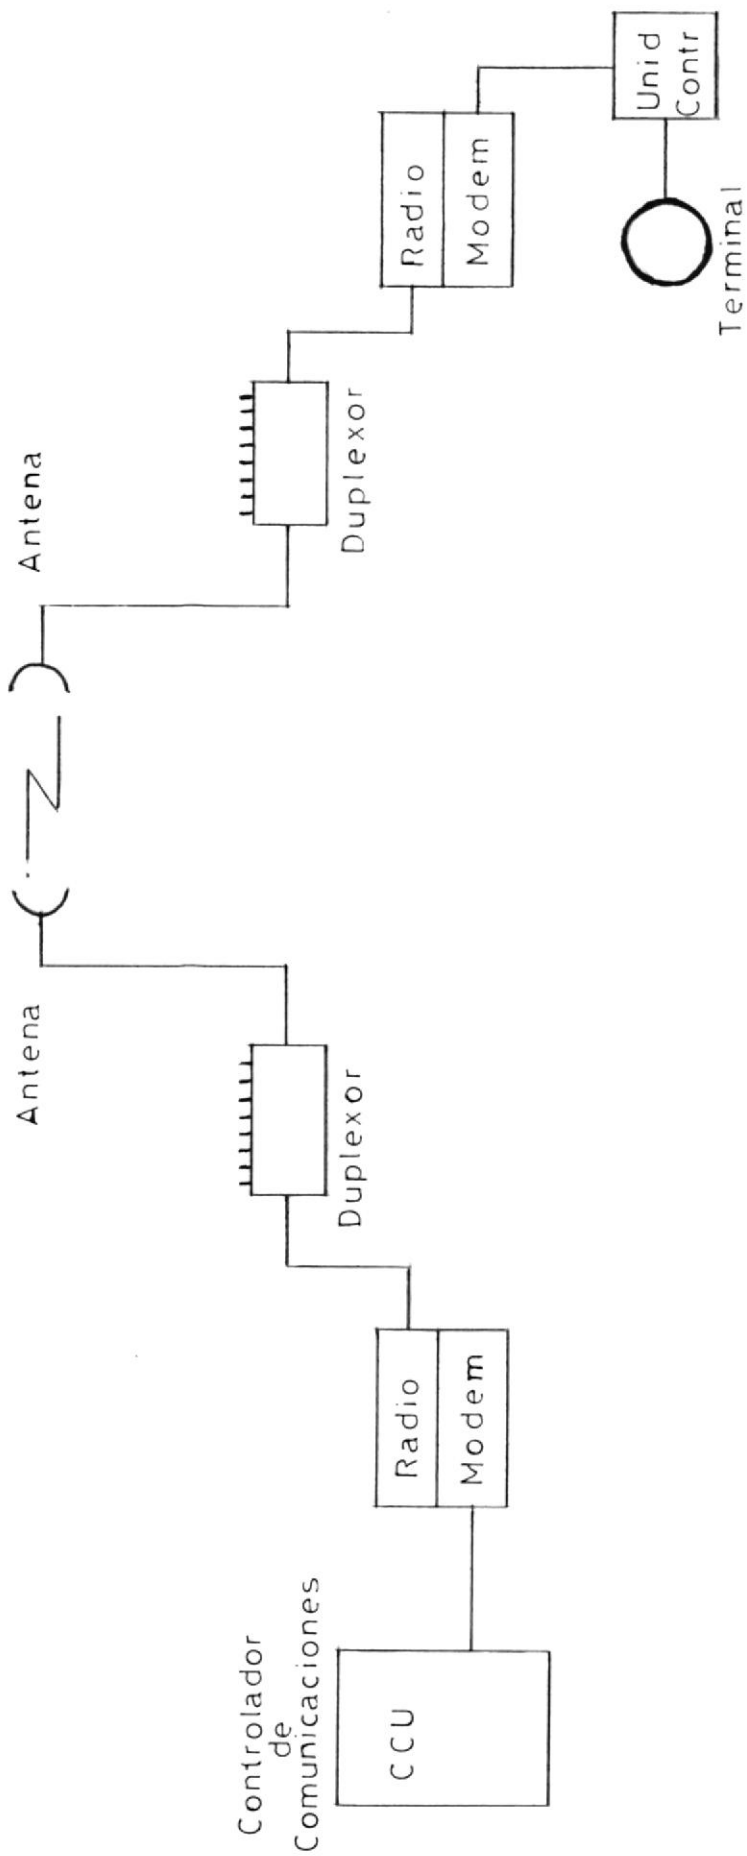 Antena
Antena
Duplexor
Duplexor
Controlador
de
Comunicaciones
CCU
Radio
Modem
Radio
Modem
Unid
Contr
Terminal